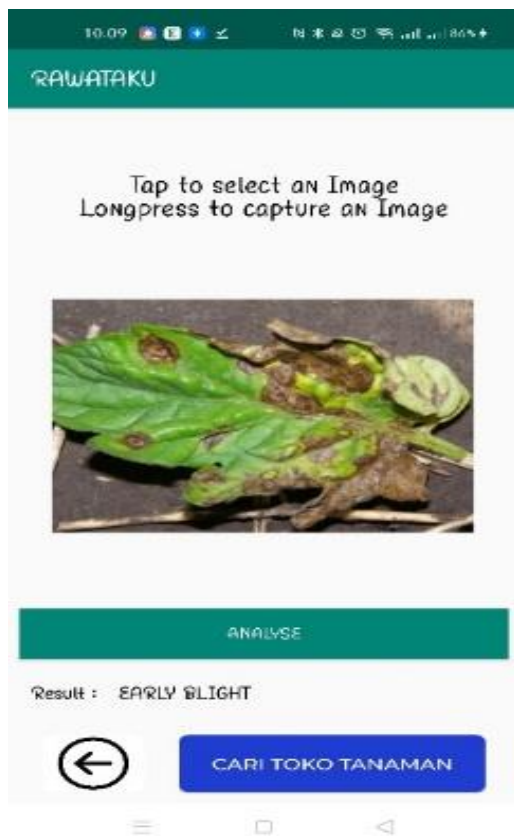 10.09 86%
RAWATAKU
Tap to select an Image
Longpress to capture an Image
ANALYSE
Result : EARLY BLIGHT
CARI TOKO TANAMAN